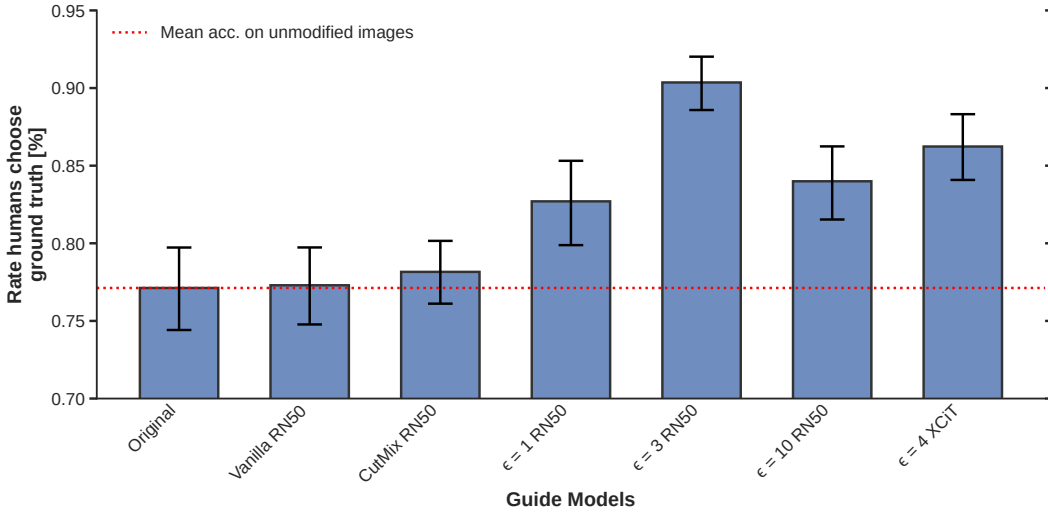 0.95
0.90
0.85
0.80
0.75
0.70
Rate humans choose
ground truth [%]
Mean acc. on unmodified images
Original
Vanilla RN50
CutMix RN50
ϵ = 1 RN50
ϵ = 3 RN50
ϵ = 10 RN50
ϵ = 4 XCiT
Guide Models